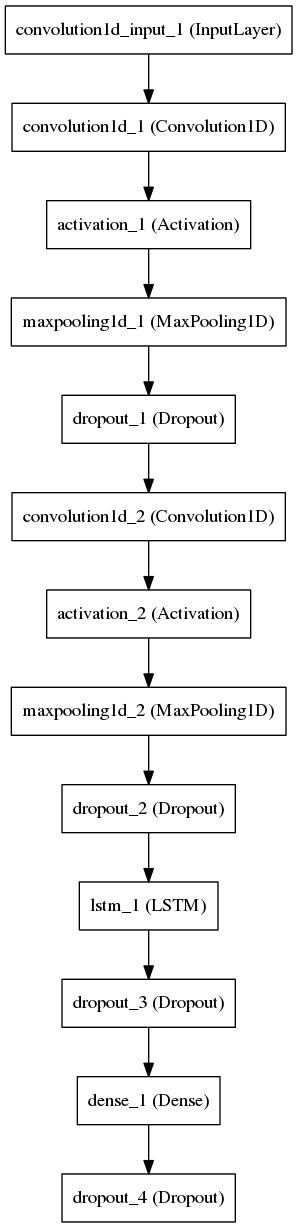 convolution1d_input_1 (InputLayer)
convolution1d_1 (Convolution1D)
activation_1 (Activation)
maxpooling1d_1 (MaxPooling1D)
dropout_1 (Dropout)
convolution1d_2 (Convolution1D)
activation_2 (Activation)
maxpooling1d_2 (MaxPooling1D)
dropout_2 (Dropout)
lstm_1 (LSTM)
dropout_3 (Dropout)
dense_1 (Dense)
dropout_4 (Dropout)